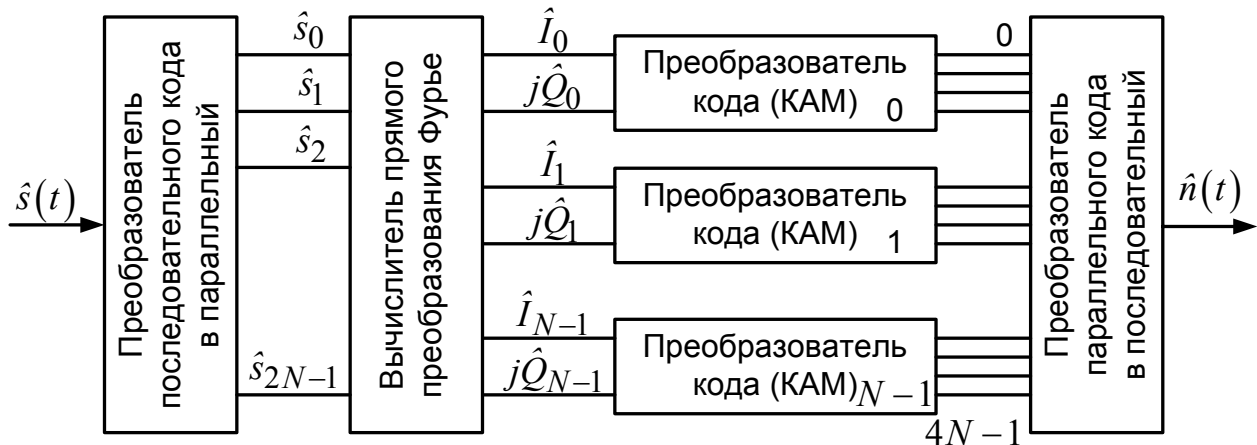 ŝ(t)
Преобразователь
последовательного кода
в параллельный
ŝ₀
ŝ₁
ŝ₂
ŝ₂N₋₁
Вычислитель прямого
преобразования Фурье
Î₀
jQ̂₀
Î₁
jQ̂₁
Î_N−1
jQ̂_N−1
Преобразователь
кода (КАМ) 0
Преобразователь
кода (КАМ) 1
Преобразователь
кода (КАМ) N−1
0
4N−1
Преобразователь
параллельного кода
в последовательный
n̂(t)